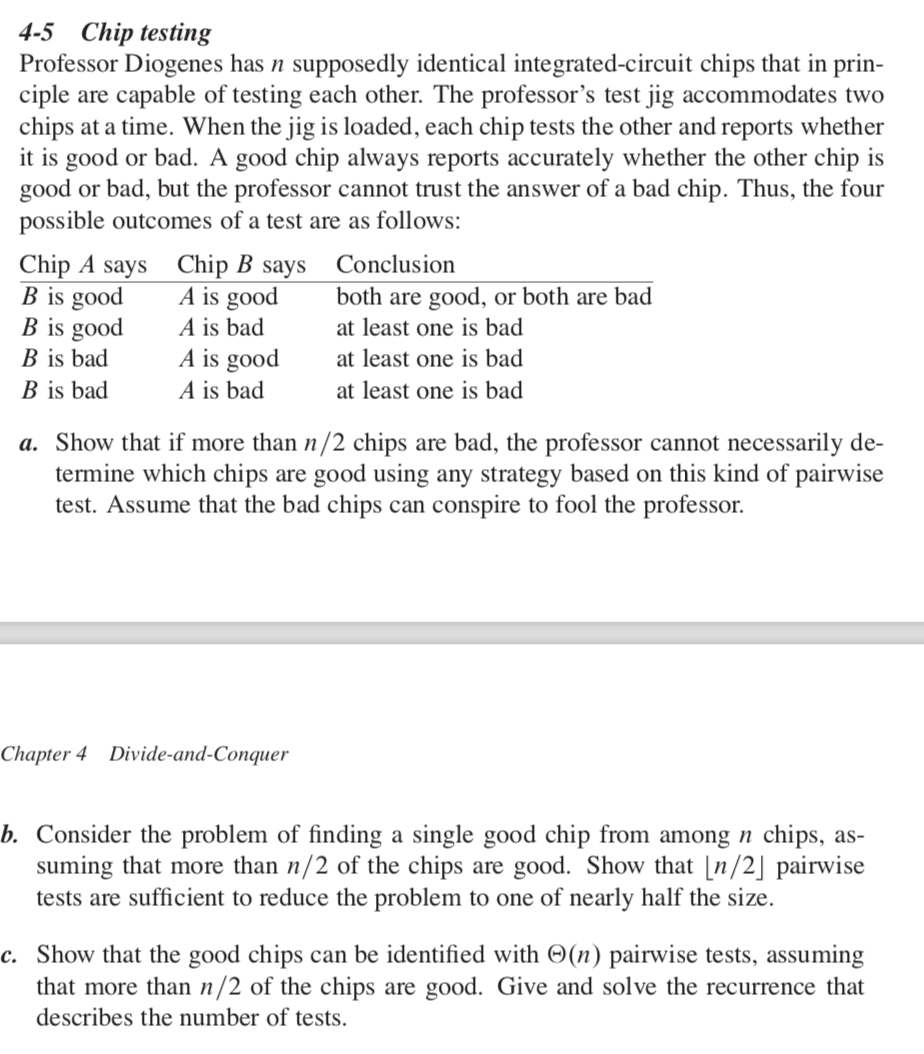 4-5 Chip testing
Professor Diogenes has n supposedly identical integrated-circuit chips that in prin-
ciple are capable of testing each other. The professor's test jig accommodates two
chips at a time. When the jig is loaded, each chip tests the other and reports whether
it is good or bad. A good chip always reports accurately whether the other chip is
good or bad, but the professor cannot trust the answer of a bad chip. Thus, the four
possible outcomes of a test are as follows:
Chip A says Chip B says Conclusion
B is good A is good both are good, or both are bad
B is good A is bad at least one is bad
B is bad A is good at least one is bad
B is bad A is bad at least one is bad
a. Show that if more than n/2 chips are bad, the professor cannot necessarily de-
termine which chips are good using any strategy based on this kind of pairwise
test. Assume that the bad chips can conspire to fool the professor.
Chapter 4 Divide-and-Conquer
b. Consider the problem of finding a single good chip from among n chips, as-
suming that more than n/2 of the chips are good. Show that ⌊n/2⌋ pairwise
tests are sufficient to reduce the problem to one of nearly half the size.
c. Show that the good chips can be identified with Θ(n) pairwise tests, assuming
that more than n/2 of the chips are good. Give and solve the recurrence that
describes the number of tests.